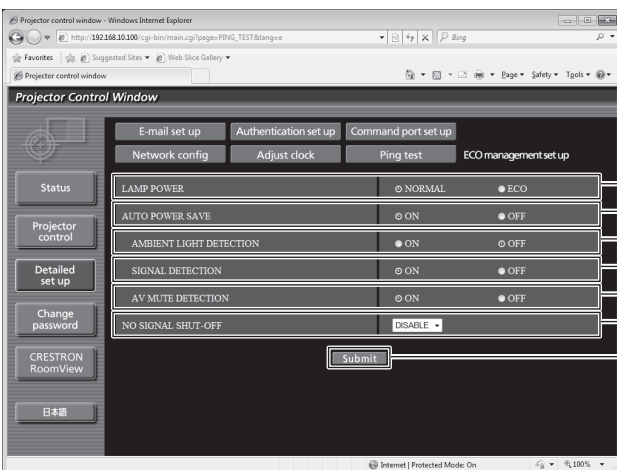 Projector control window - Windows Internet Explorer
http://192.168.10.100/cgi-bin/main.cgi?page=PING_TEST&lang=e
Bing
Favorites
Suggested Sites
Web Slice Gallery
Projector control window
Page
Safety
Tools
Projector Control Window
E-mail set up
Authentication set up
Command port set up
Network config
Adjust clock
Ping test
ECO management set up
Status
Projector control
Detailed set up
Change password
CRESTRON RoomView
日本語
LAMP POWER NORMAL ECO
AUTO POWER SAVE ON OFF
AMBIENT LIGHT DETECTION ON OFF
SIGNAL DETECTION ON OFF
AV MUTE DETECTION ON OFF
NO SIGNAL SHUT-OFF DISABLE
Submit
Internet | Protected Mode: On
100%